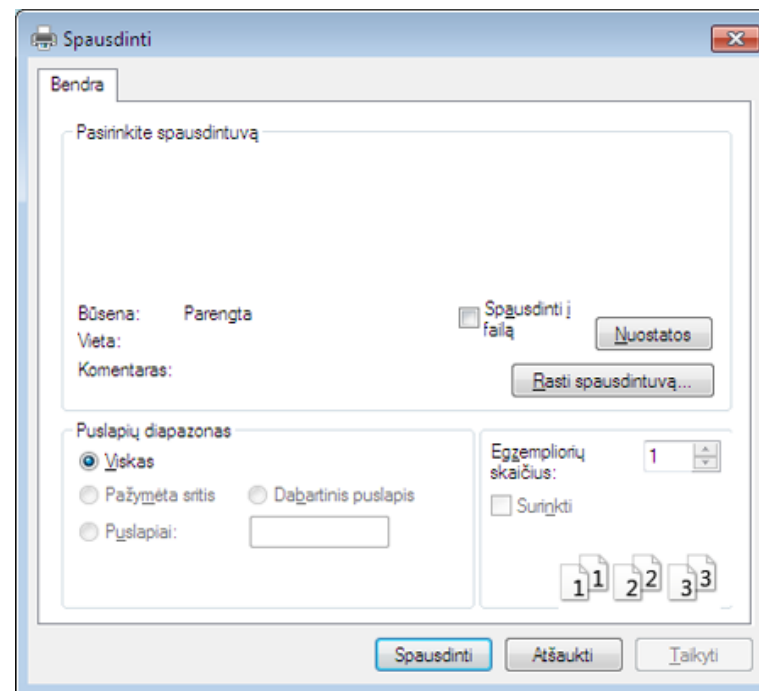 Spausdinti
Bendra
Pasirinkite spausdintuvą
Būsena: Parengta
Vieta:
Komentaras:
Spausdinti į
failą
Nuostatos
Rasti spausdintuvą...
Puslapių diapazonas
Viskas
Pažymėta sritis Dabartinis puslapis
Puslapiai:
Egzempliorių
skaičius:
1
Surinkti
1 1 2 2 3 3
Spausdinti Atšaukti Taikyti